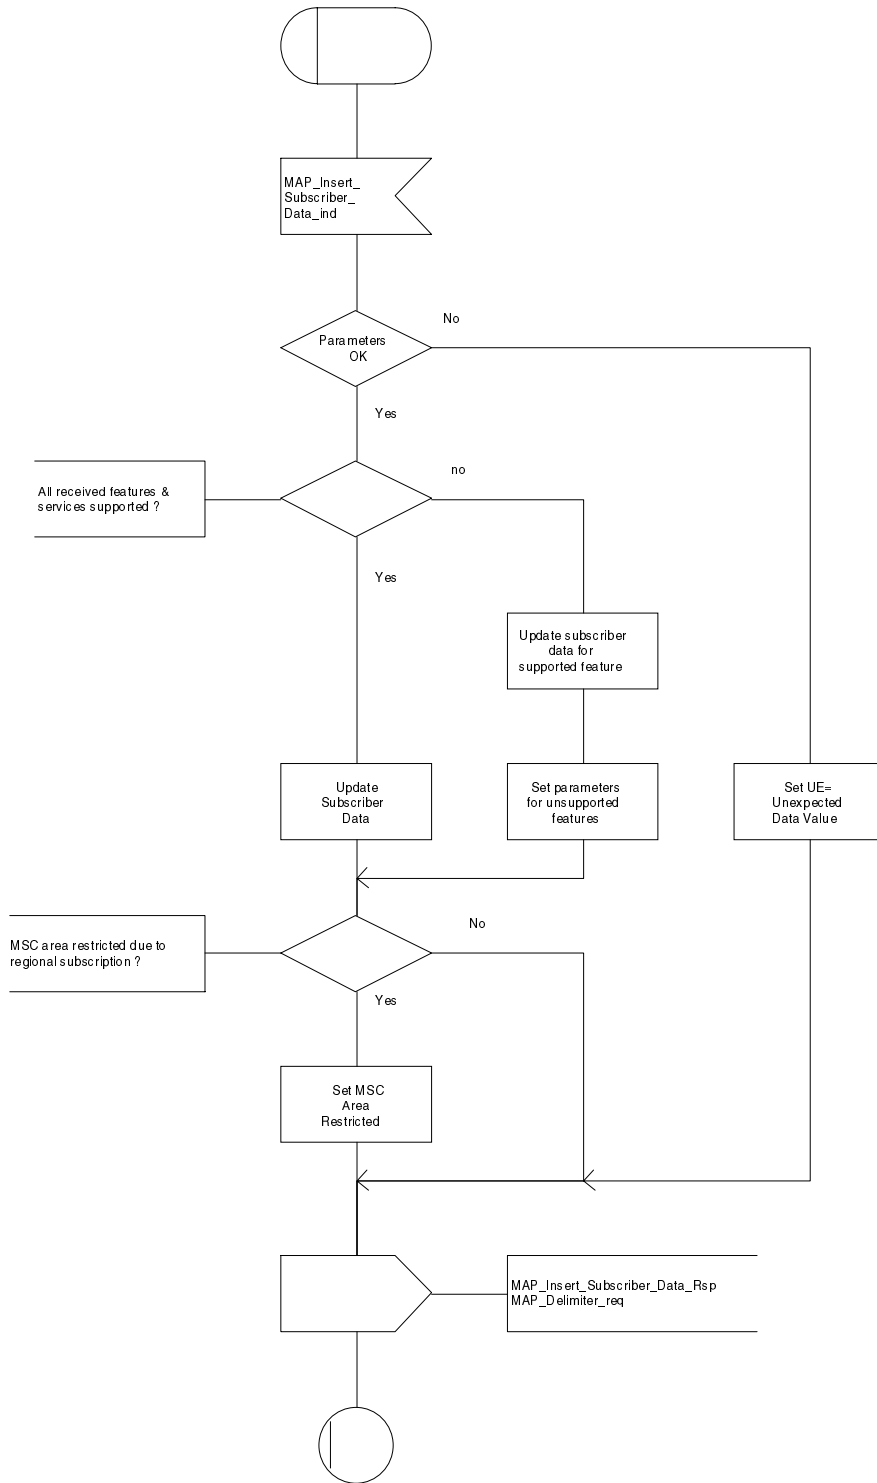 MAP_Insert_
Subscriber_
Data_ind
No
Parameters
OK
Yes
no
All received features &
services supported ?
Yes
Update subscriber
data for
supported feature
Update
Subscriber
Data
Set parameters
for unsupported
features
Set UE=
Unexpected
Data Value
No
MSC area restricted due to
regional subscription ?
Yes
Set MSC
Area
Restricted
MAP_Insert_Subscriber_Data_Rsp
MAP_Delimiter_req